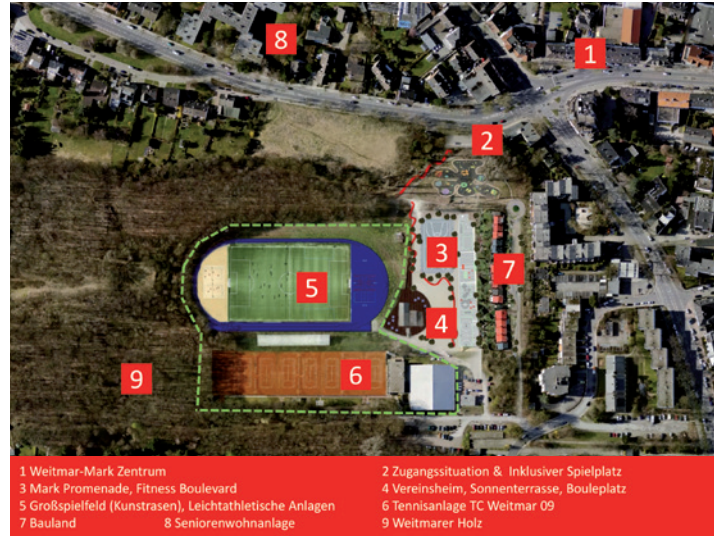 8
1
2
3
7
5
4
6
9
1 Weitmar-Mark Zentrum
2 Zugangssituation & Inklusiver Spielplatz
3 Mark Promenade, Fitness Boulevard
4 Vereinsheim, Sonnenterrasse, Bouleplatz
5 Großspielfeld (Kunstrasen), Leichtathletische Anlagen
6 Tennisanlage TC Weitmar 09
7 Bauland
8 Seniorenwohnanlage
9 Weitmarer Holz